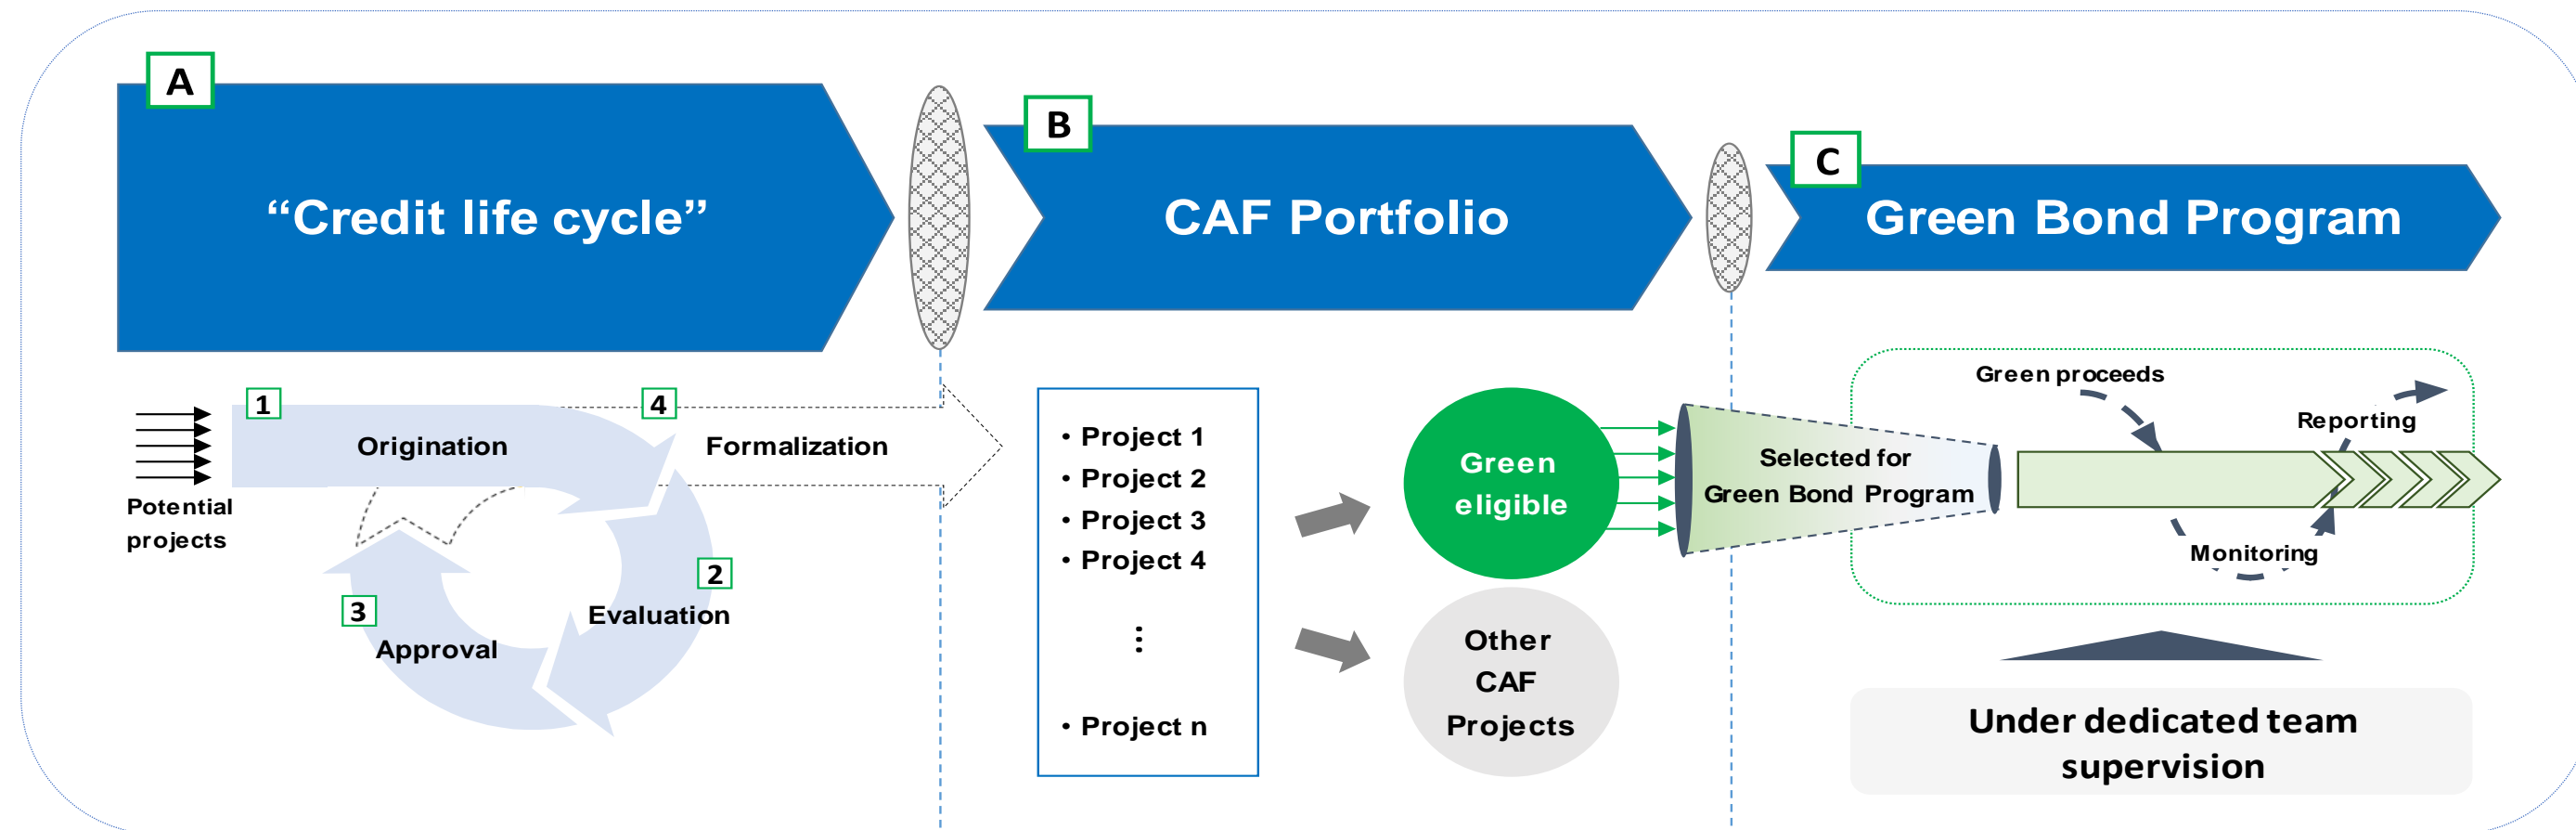 A
“Credit life cycle”
B
CAF Portfolio
C
Green Bond Program
1
Origination
4
Formalization
Potential
projects
2
Evaluation
3
Approval
• Project 1
• Project 2
• Project 3
• Project 4
⋮
• Project n
Green
eligible
Other
CAF
Projects
Selected for
Green Bond Program
Green proceeds
Reporting
Monitoring
Under dedicated team
supervision